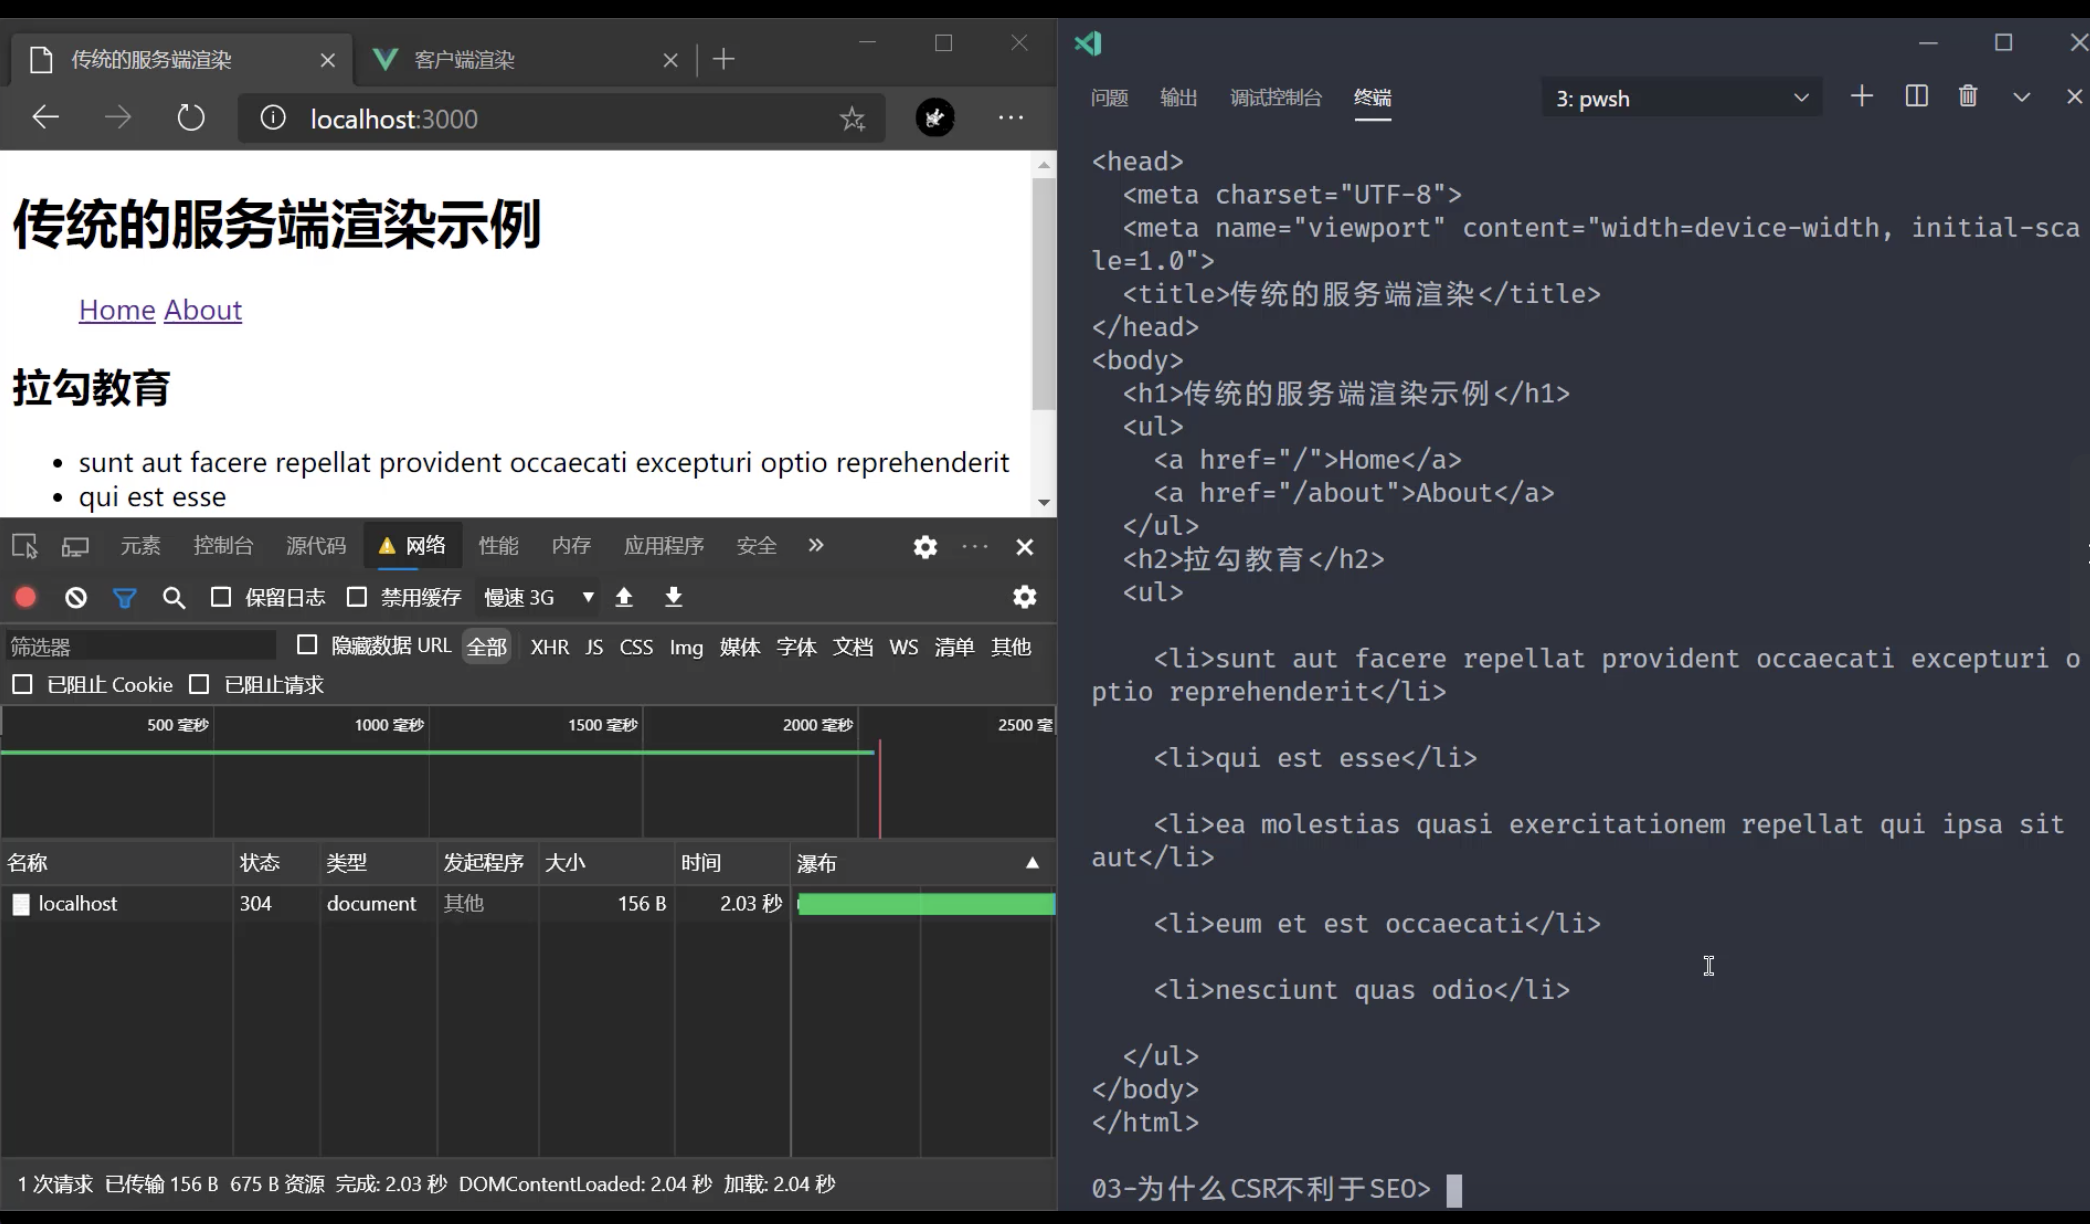 传统的服务端渲染
客户端渲染
localhost:3000
传统的服务端渲染示例
Home About
拉勾教育
sunt aut facere repellat provident occaecati excepturi optio reprehenderit
qui est esse
元素 控制台 源代码 网络 性能 内存 应用程序 安全
保留日志 禁用缓存 慢速 3G
筛选器 隐藏数据 URL 全部 XHR JS CSS Img 媒体 字体 文档 WS 清单 其他
已阻止 Cookie 已阻止请求
500 毫秒 1000 毫秒 1500 毫秒 2000 毫秒 2500 毫
名称 状态 类型 发起程序 大小 时间 瀑布
localhost 304 document 其他 156 B 2.03 秒
1 次请求 已传输 156 B 675 B 资源 完成: 2.03 秒 DOMContentLoaded: 2.04 秒 加载: 2.04 秒
问题 输出 调试控制台 终端 3: pwsh
<head>
<meta charset="UTF-8">
<meta name="viewport" content="width=device-width, initial-sca
le=1.0">
<title>传统的服务端渲染</title>
</head>
<body>
<h1>传统的服务端渲染示例</h1>
<ul>
<a href="/">Home</a>
<a href="/about">About</a>
</ul>
<h2>拉勾教育</h2>
<ul>
<li>sunt aut facere repellat provident occaecati excepturi o
ptio reprehenderit</li>
<li>qui est esse</li>
<li>ea molestias quasi exercitationem repellat qui ipsa sit
aut</li>
<li>eum et est occaecati</li>
<li>nesciunt quas odio</li>
</ul>
</body>
</html>
03-为什么CSR不利于SEO>